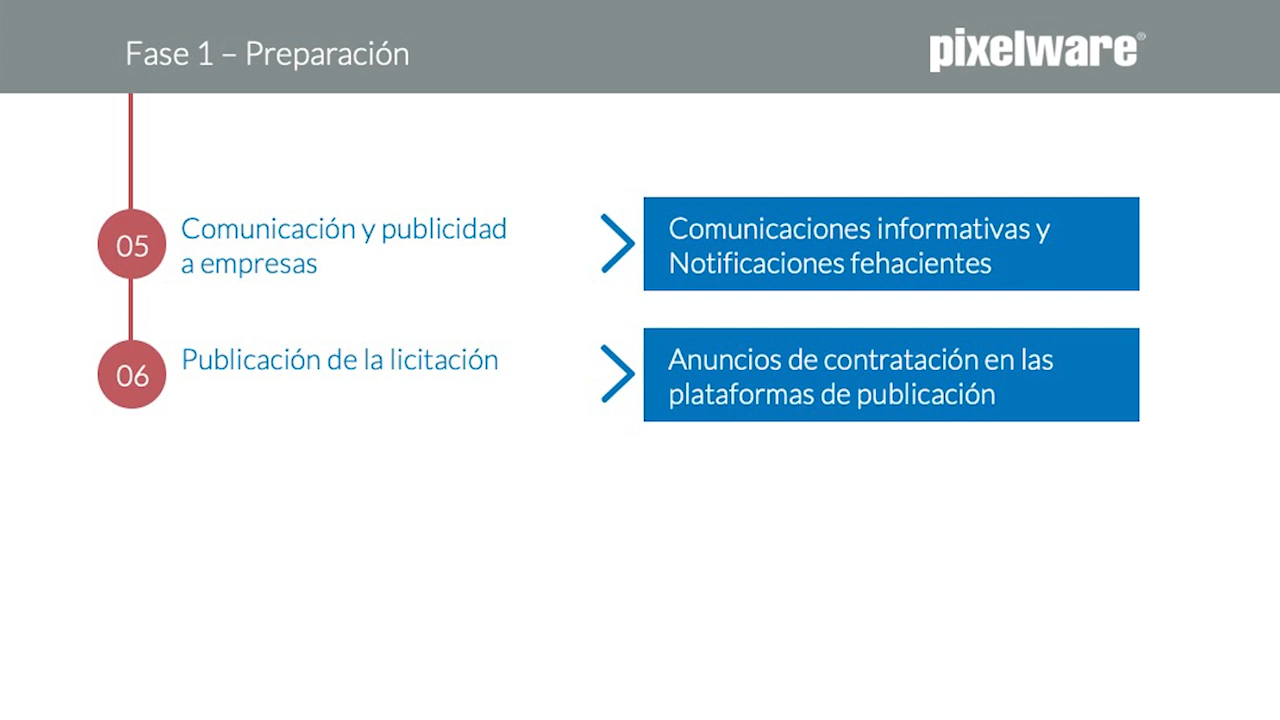 Fase 1 – Preparación
pixelware®
05
Comunicación y publicidad
a empresas
Comunicaciones informativas y
Notificaciones fehacientes
06
Publicación de la licitación
Anuncios de contratación en las
plataformas de publicación